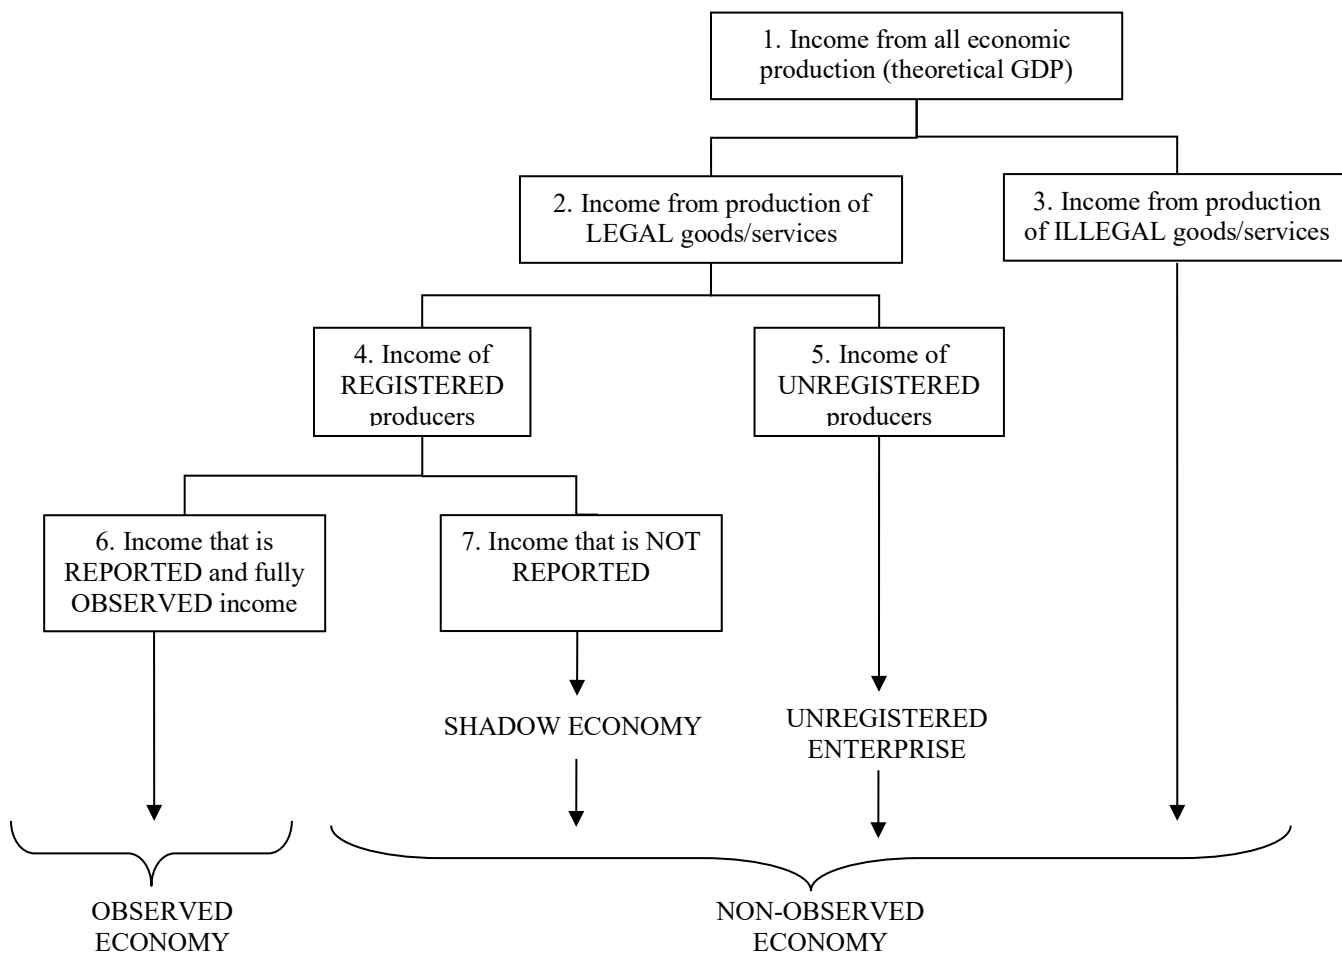 1. Income from all economic
production (theoretical GDP)
2. Income from production of
LEGAL goods/services
3. Income from production
of ILLEGAL goods/services
4. Income of
REGISTERED
producers
5. Income of
UNREGISTERED
producers
6. Income that is
REPORTED and fully
OBSERVED income
7. Income that is NOT
REPORTED
SHADOW ECONOMY
UNREGISTERED
ENTERPRISE
OBSERVED
ECONOMY
NON-OBSERVED
ECONOMY